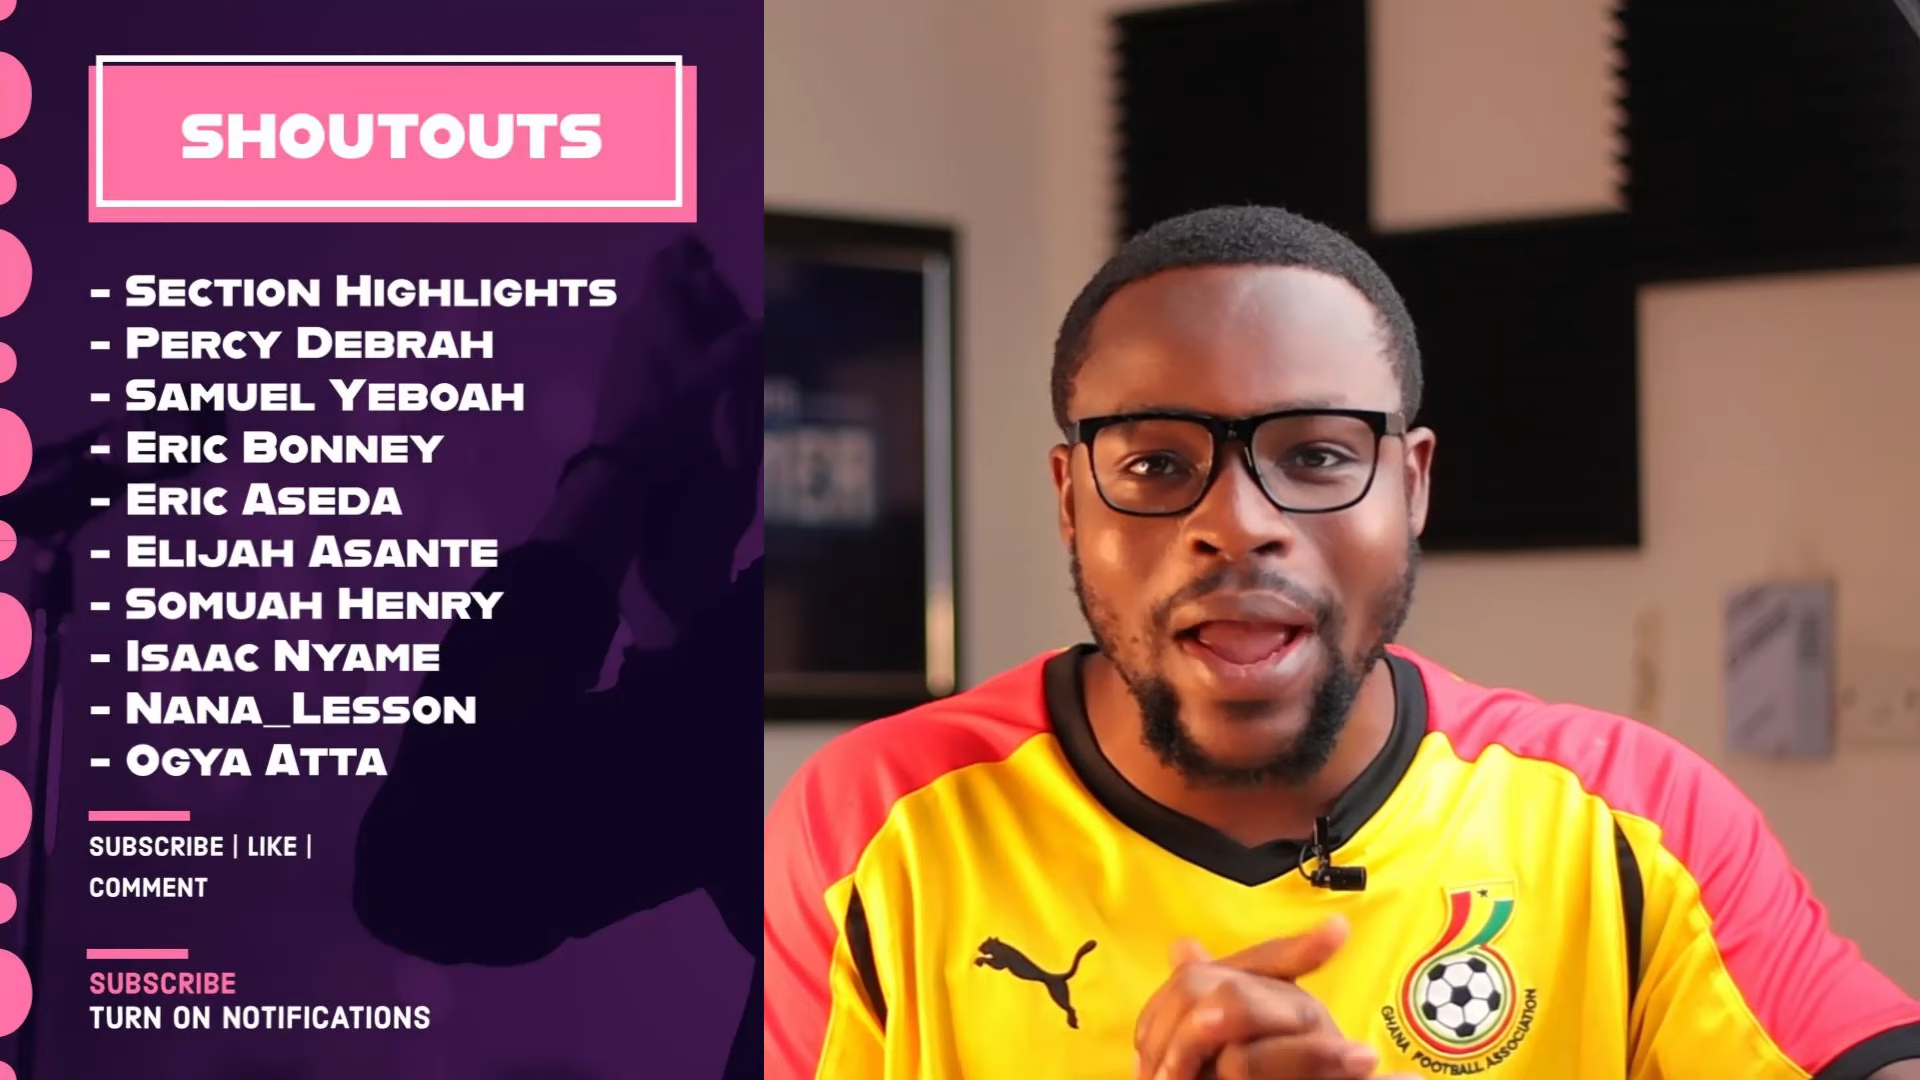 SHOUTOUTS
- SECTION HIGHLIGHTS
- PERCY DEBRAH
- SAMUEL YEBOAH
- ERIC BONNEY
- ERIC ASEDA
- ELIJAH ASANTE
- SOMUAH HENRY
- ISAAC NYAME
- NANA_LESSON
- OGYA ATTA
SUBSCRIBE | LIKE |
COMMENT
SUBSCRIBE
TURN ON NOTIFICATIONS
GHANA FOOTBALL ASSOCIATION